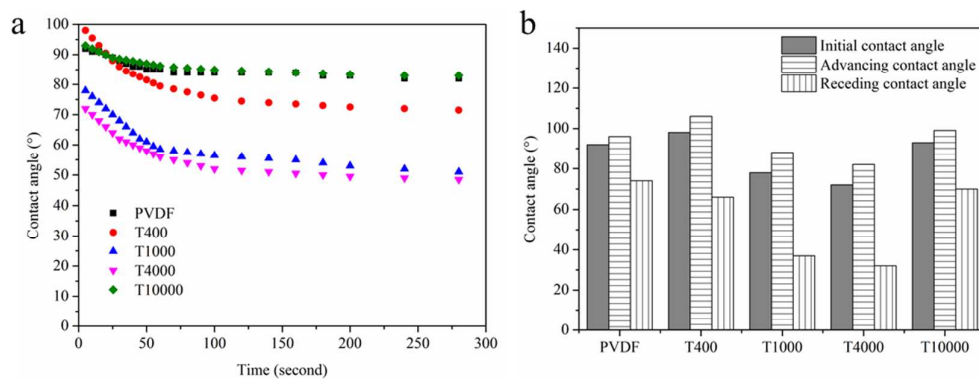 a
Contact angle (°)
100
90
80
70
60
50
40
30
20
10
0
PVDF
T400
T1000
T4000
T10000
0 50 100 150 200 250 300
Time (second)
b
Contact angle (°)
140
120
100
80
60
40
20
0
Initial contact angle
Advancing contact angle
Receding contact angle
PVDF T400 T1000 T4000 T10000